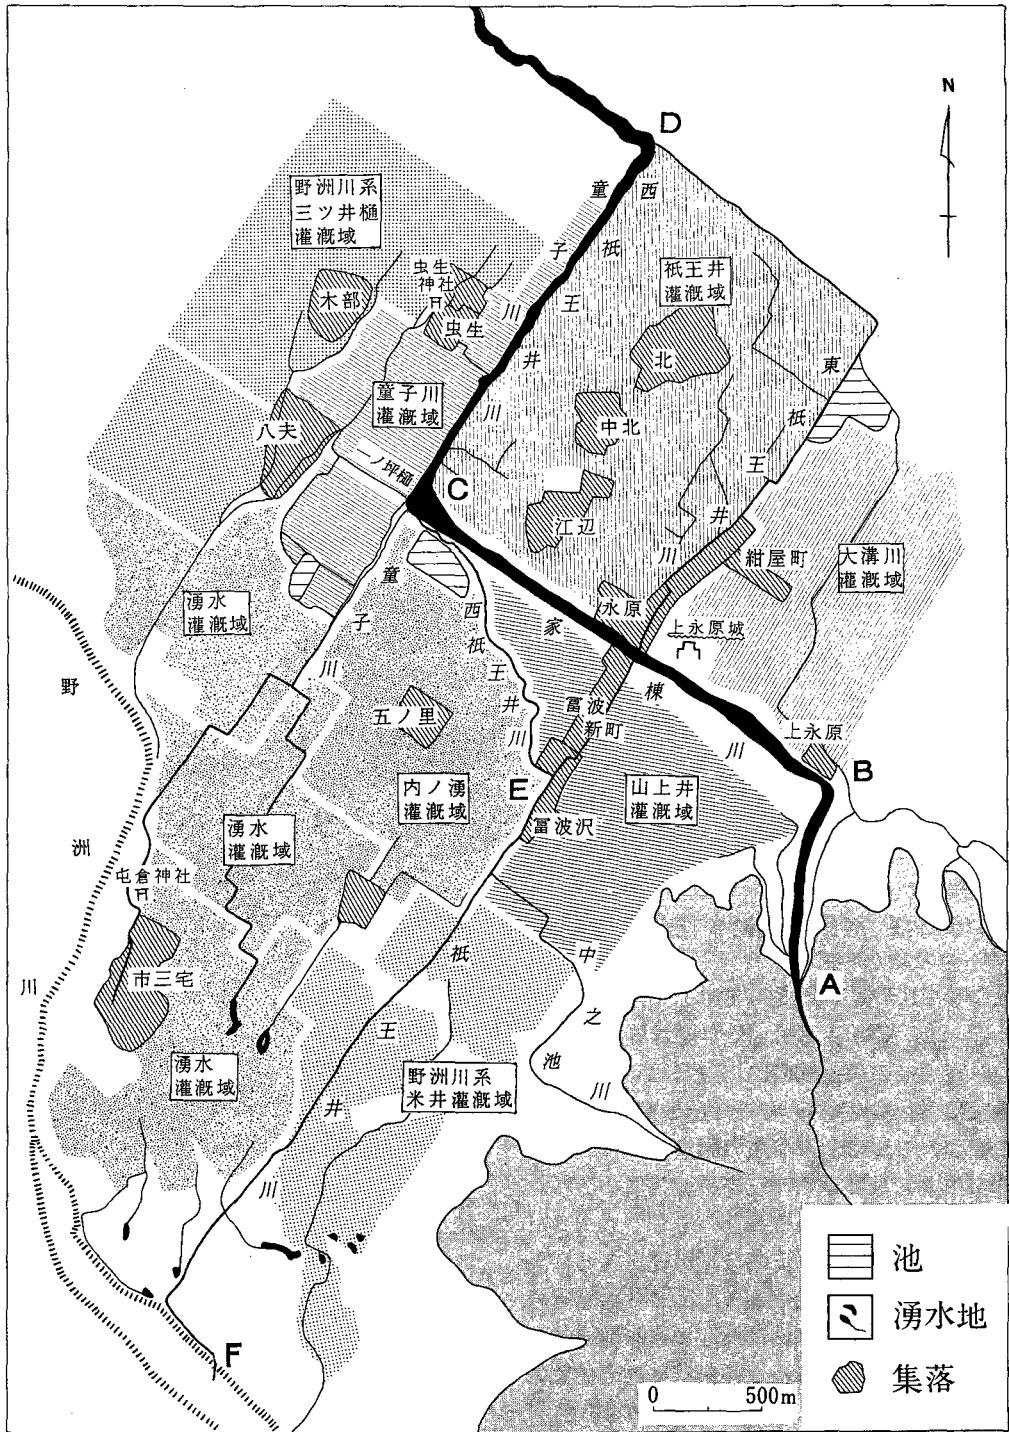 N
D
野洲川系
三ツ井樋
灌漑域
虫生
神社
木部
虫生
童子川
西祇王井川
祇王井
灌漑域
北
東祇王井川
童子川
灌漑域
八夫
中北
一ノ坪樋
C
江辺
紺屋町
大溝川
灌漑域
湧水
灌漑域
童子川
西祇王井川
家棟川
永原
上永原城
野洲川
五ノ里
冨波
新町
上永原
B
E
内ノ湧
灌漑域
山上井
灌漑域
冨波沢
湧水
灌漑域
屯倉神社
市三宅
祇王井川
中之池川
A
湧水
灌漑域
野洲川系
米井灌漑域
F
池
湧水地
集落
0 500m